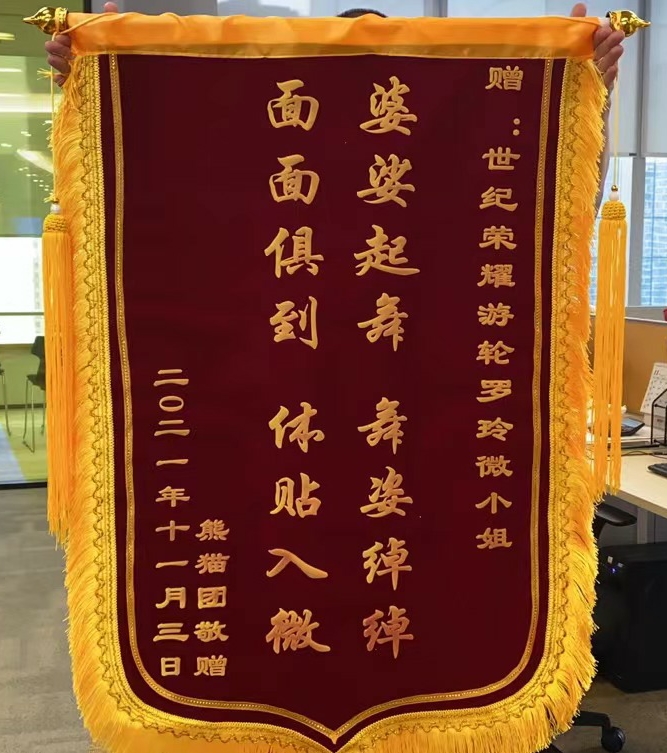 赠：世纪荣耀游轮罗玲微小姐
婆娑起舞 舞姿绰绰
面面俱到 体贴入微
熊猫团敬赠
二〇二一年十一月三日